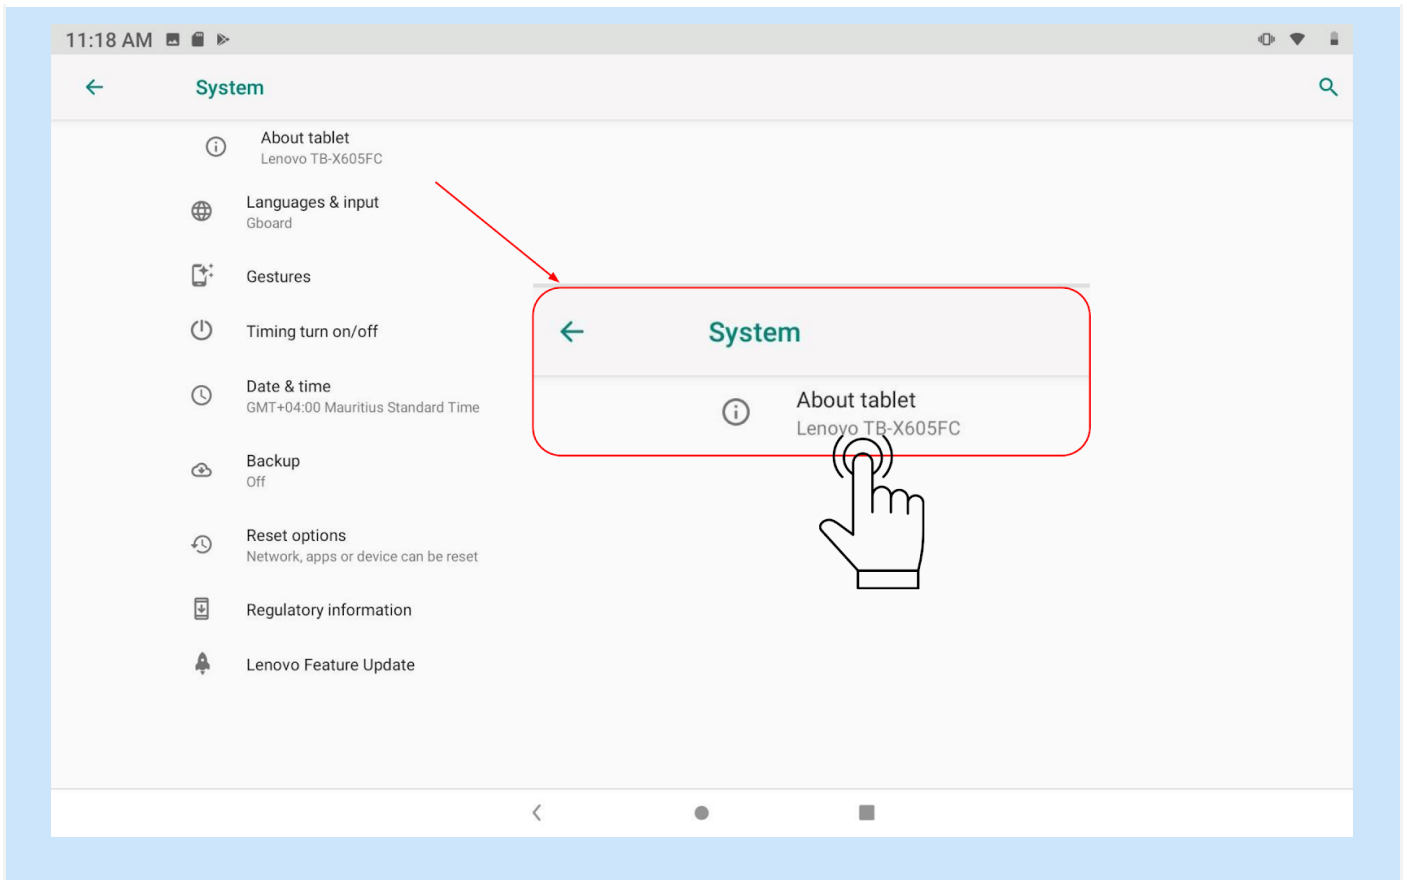 11:18 AM
System
About tablet
Lenovo TB-X605FC
Languages & input
Gboard
Gestures
Timing turn on/off
Date & time
GMT+04:00 Mauritius Standard Time
Backup
Off
Reset options
Network, apps or device can be reset
Regulatory information
Lenovo Feature Update
System
About tablet
Lenovo TB-X605FC